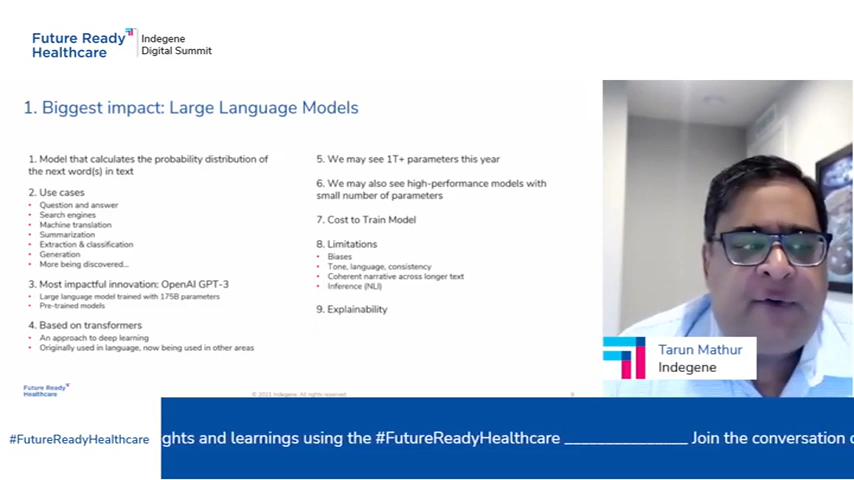 Future Ready
Healthcare
Indegene
Digital Summit
1. Biggest impact: Large Language Models
1. Model that calculates the probability distribution of
the next word(s) in text
2. Use cases
• Question and answer
• Search engines
• Machine translation
• Summarization
• Extraction & classification
• Generation
• More being discovered...
3. Most impactful innovation: OpenAI GPT-3
• Large language model trained with 175B parameters
• Pre-trained models
4. Based on transformers
• An approach to deep learning
• Originally used in language, now being used in other areas
5. We may see 1T+ parameters this year
6. We may also see high-performance models with
small number of parameters
7. Cost to Train Model
8. Limitations
• Biases
• Tone, language, consistency
• Coherent narrative across longer text
• Inference (NLI)
9. Explainability
Future Ready
Healthcare
© 2021 Indegene. All rights reserved
Tarun Mathur
Indegene
#FutureReadyHealthcare
ghts and learnings using the #FutureReadyHealthcare _______________ Join the conversation